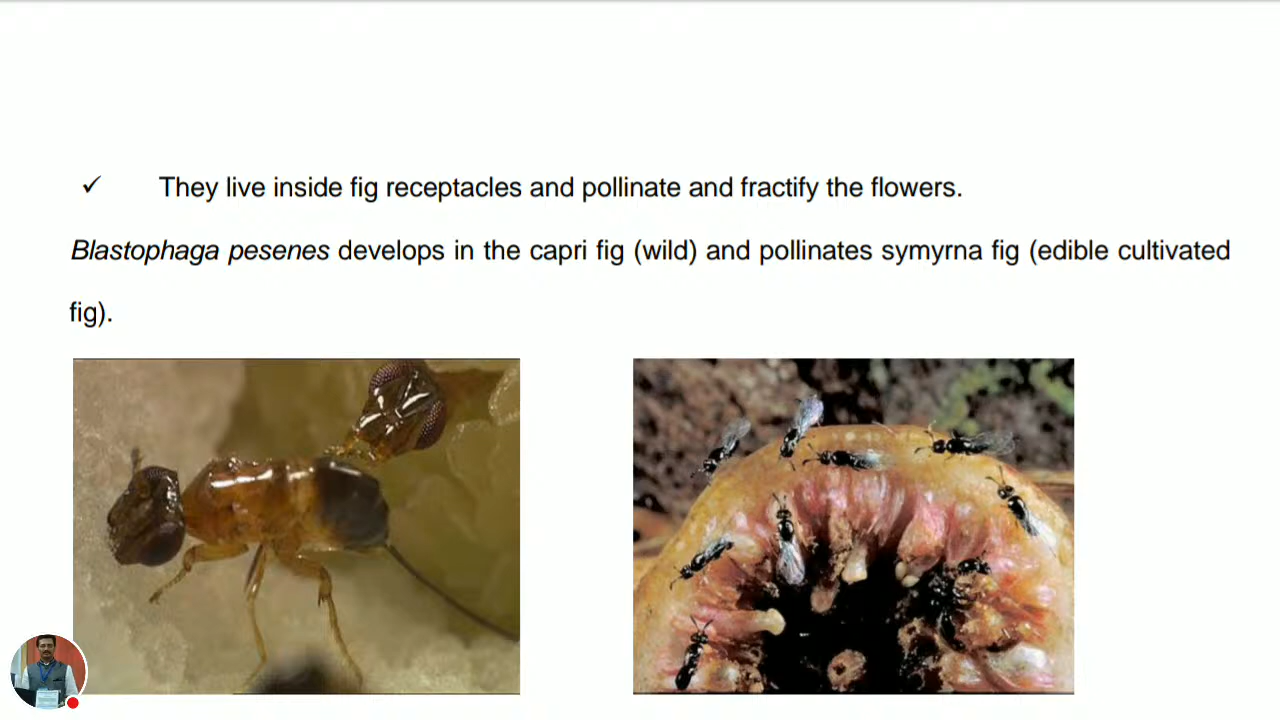 ✓ They live inside fig receptacles and pollinate and fractify the flowers.
Blastophaga pesenes develops in the capri fig (wild) and pollinates symyrna fig (edible cultivated
fig).